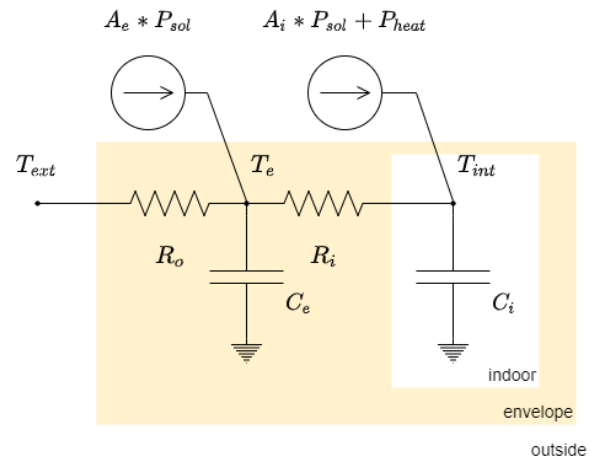 A_e * P_sol
A_i * P_sol + P_heat
T_ext
T_e
T_int
R_o
R_i
C_e
C_i
indoor
envelope
outside